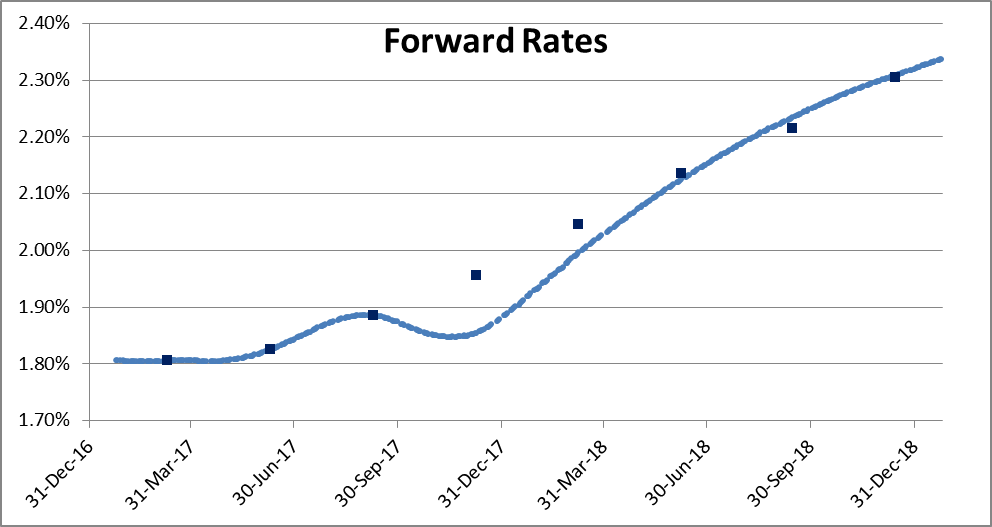 Forward Rates
2.40%
2.30%
2.20%
2.10%
2.00%
1.90%
1.80%
1.70%
31-Dec-16
31-Mar-17
30-Jun-17
30-Sep-17
31-Dec-17
31-Mar-18
30-Jun-18
30-Sep-18
31-Dec-18